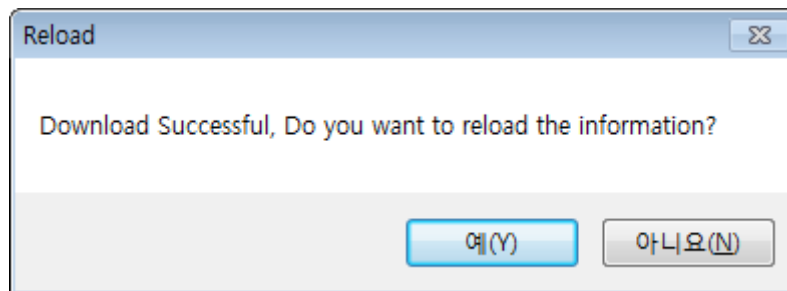 Reload
Download Successful, Do you want to reload the information?
예(Y) 아니요(N)